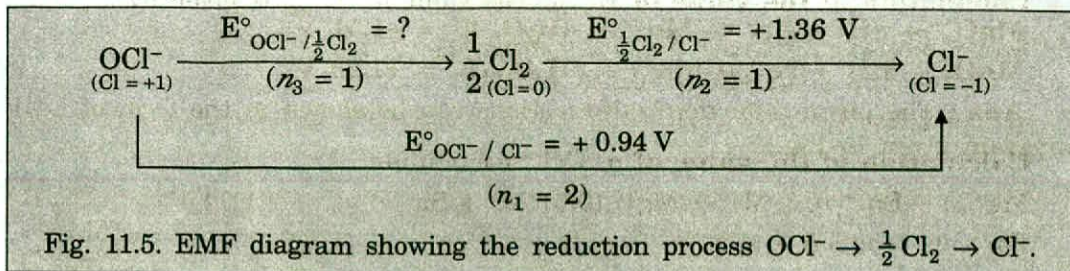 E°OCl⁻/½Cl₂ = ? E°½Cl₂/Cl⁻ = +1.36 V
OCl⁻ ½Cl₂ Cl⁻
(Cl = +1) (n₃ = 1) (Cl=0) (n₂ = 1) (Cl = −1)
E°OCl⁻ / Cl⁻ = + 0.94 V
(n₁ = 2)
Fig. 11.5. EMF diagram showing the reduction process OCl⁻ → ½ Cl₂ → Cl⁻.